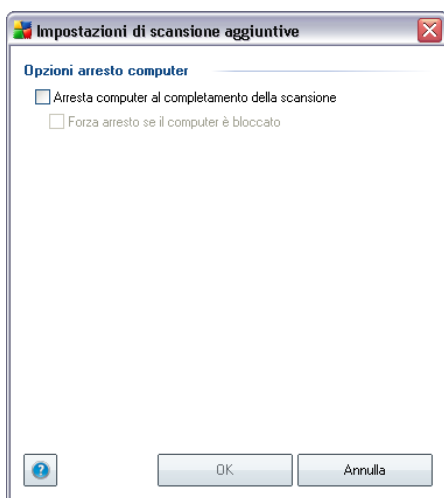 Impostazioni di scansione aggiuntive
Opzioni arresto computer
Arresta computer al completamento della scansione
Forza arresto se il computer è bloccato
?
OK
Annulla